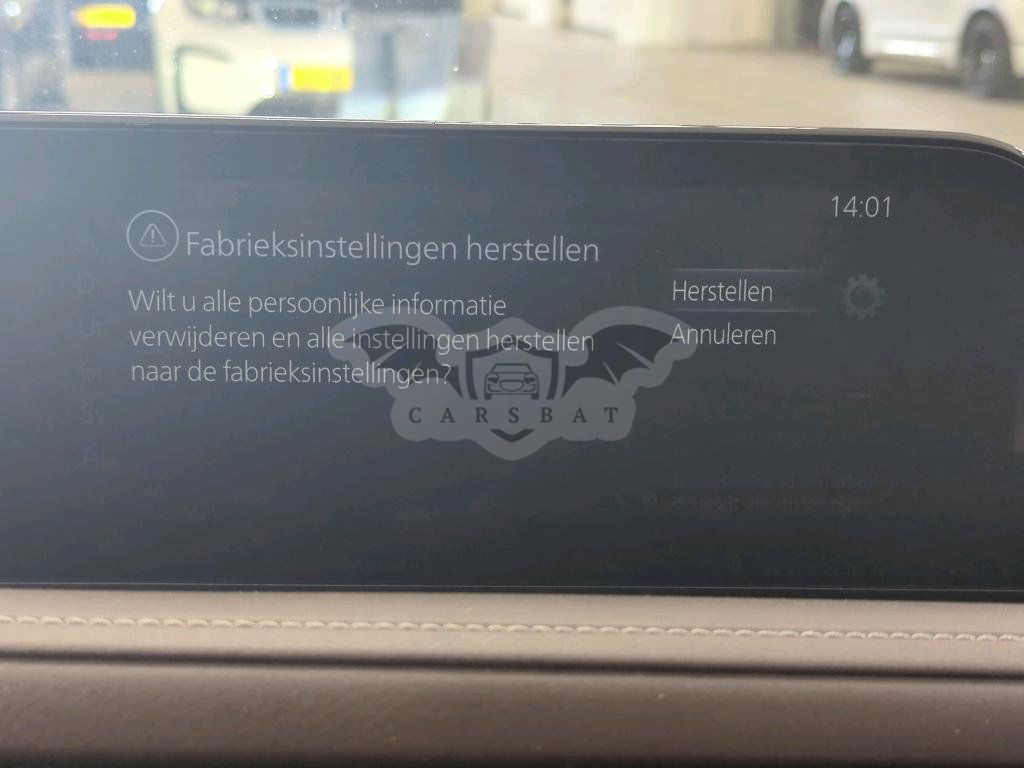 14:01
Fabrieksinstellingen herstellen
Wilt u alle persoonlijke informatie
verwijderen en alle instellingen herstellen
naar de fabrieksinstellingen?
Herstellen
Annuleren
CARSBAT